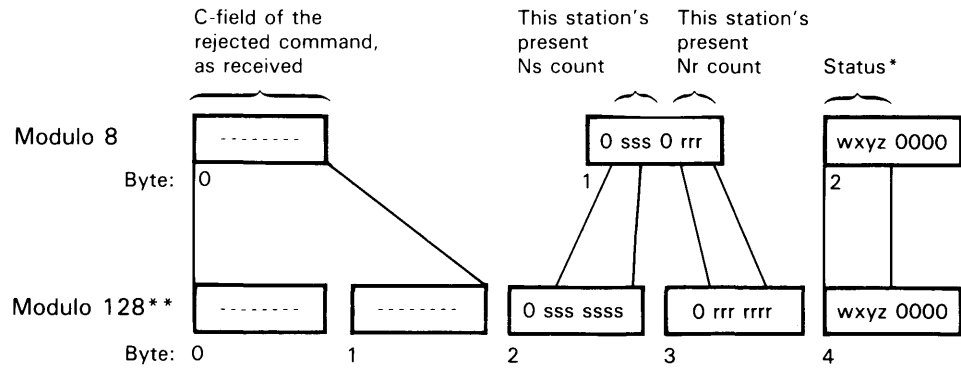 C-field of the
rejected command,
as received
This station's
present
Ns count
This station's
present
Nr count
Status*
Modulo 8
--------
0 sss 0 rrr
wxyz 0000
Byte: 0
1
2
Modulo 128**
--------
--------
0 sss ssss
0 rrr rrrr
wxyz 0000
Byte: 0
1
2
3
4